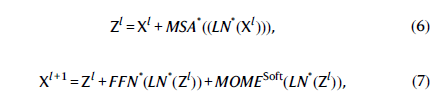 Z^l = X^l + MSA^*((LN^*(X^l))), (6)
X^{l+1} = Z^l + FFN^*(LN^*(Z^l)) + MOME^{Soft}(LN^*(Z^l)), (7)